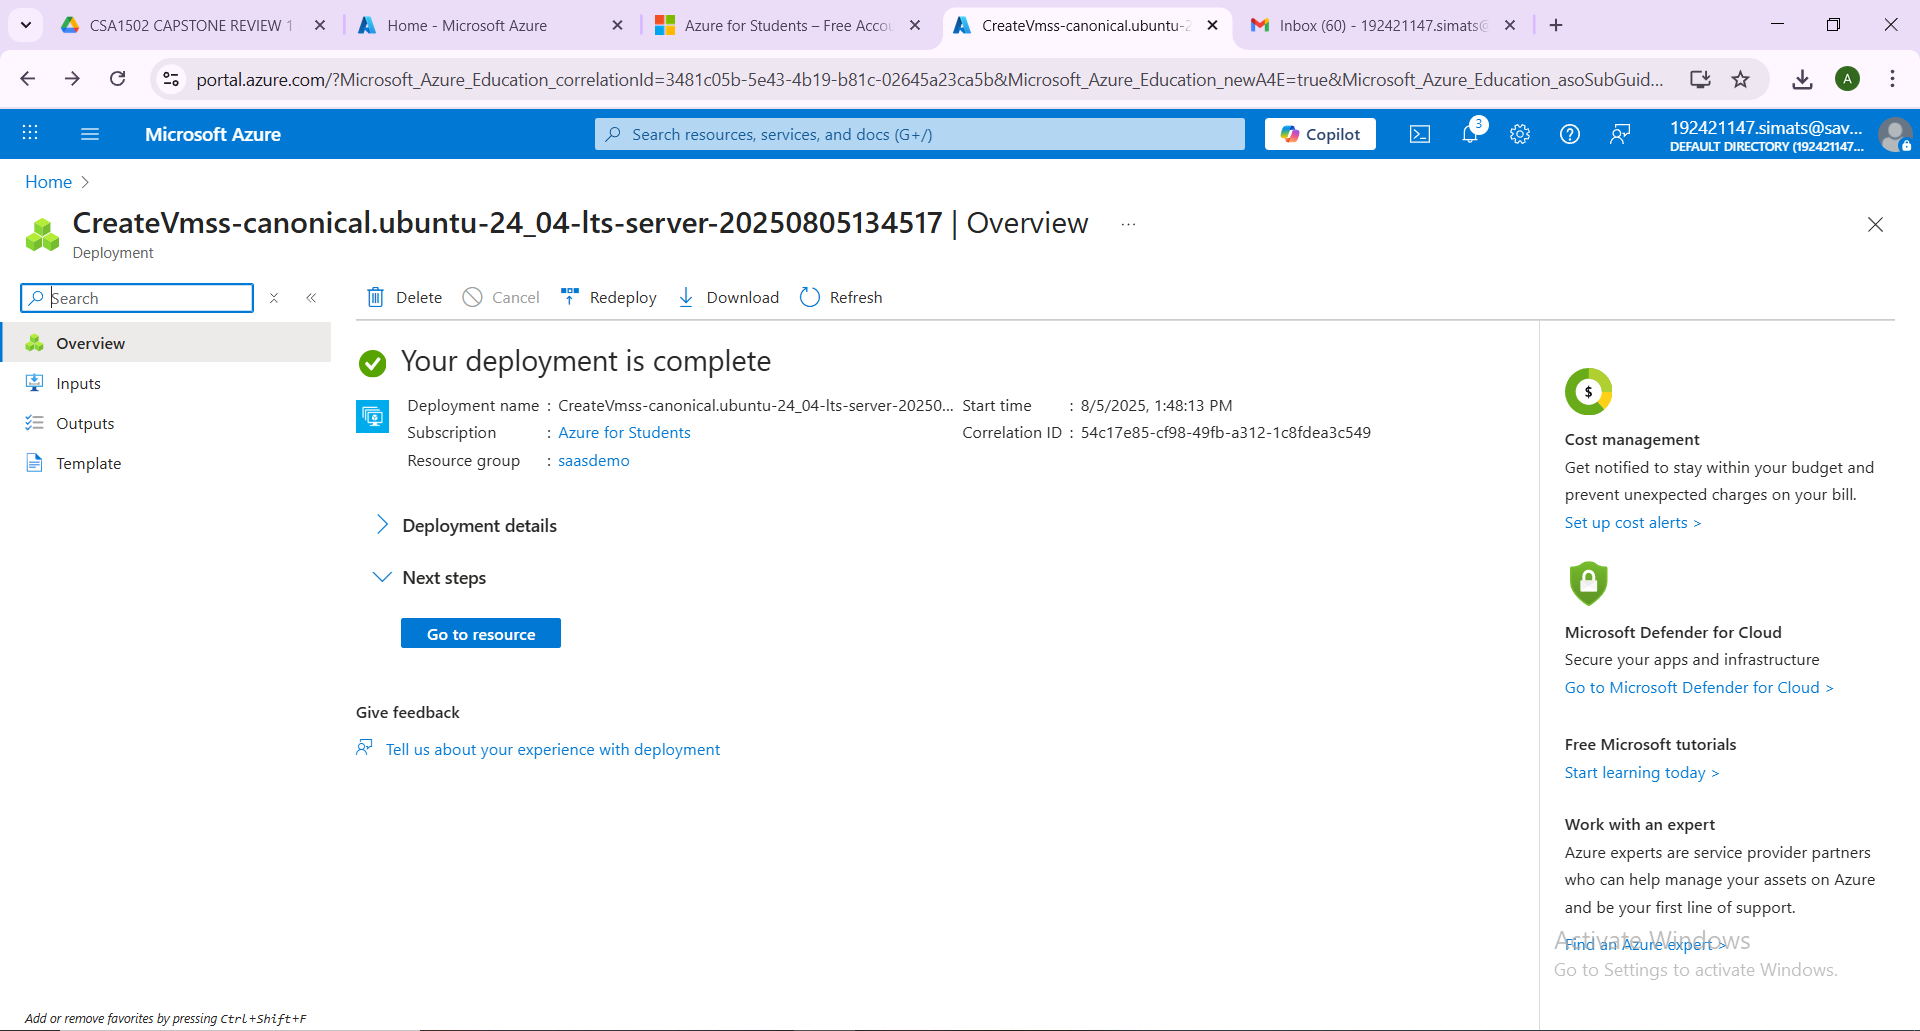 CSA1502 CAPSTONE REVIEW 1
Home - Microsoft Azure
Azure for Students – Free Accou
CreateVmss-canonical.ubuntu-2
Inbox (60) - 192421147.simats@
portal.azure.com/?Microsoft_Azure_Education_correlationId=3481c05b-5e43-4b19-b81c-02645a23ca5b&Microsoft_Azure_Education_newA4E=true&Microsoft_Azure_Education_asoSubGuid...
A
Microsoft Azure
Search resources, services, and docs (G+/)
Copilot
3
192421147.simats@sav...
DEFAULT DIRECTORY (192421147...
Home
CreateVmss-canonical.ubuntu-24_04-lts-server-20250805134517 | Overview ...
Deployment
Search
Delete Cancel Redeploy Download Refresh
Overview
Inputs
Outputs
Template
Your deployment is complete
Deployment name : CreateVmss-canonical.ubuntu-24_04-lts-server-20250...
Subscription : Azure for Students
Resource group : saasdemo
Start time : 8/5/2025, 1:48:13 PM
Correlation ID : 54c17e85-cf98-49fb-a312-1c8fdea3c549
Deployment details
Next steps
Go to resource
Give feedback
Tell us about your experience with deployment
$
Cost management
Get notified to stay within your budget and
prevent unexpected charges on your bill.
Set up cost alerts >
Microsoft Defender for Cloud
Secure your apps and infrastructure
Go to Microsoft Defender for Cloud >
Free Microsoft tutorials
Start learning today >
Work with an expert
Azure experts are service provider partners
who can help manage your assets on Azure
and be your first line of support.
Find an Azure expert >
Activate Windows
Go to Settings to activate Windows.
Add or remove favorites by pressing Ctrl+Shift+F